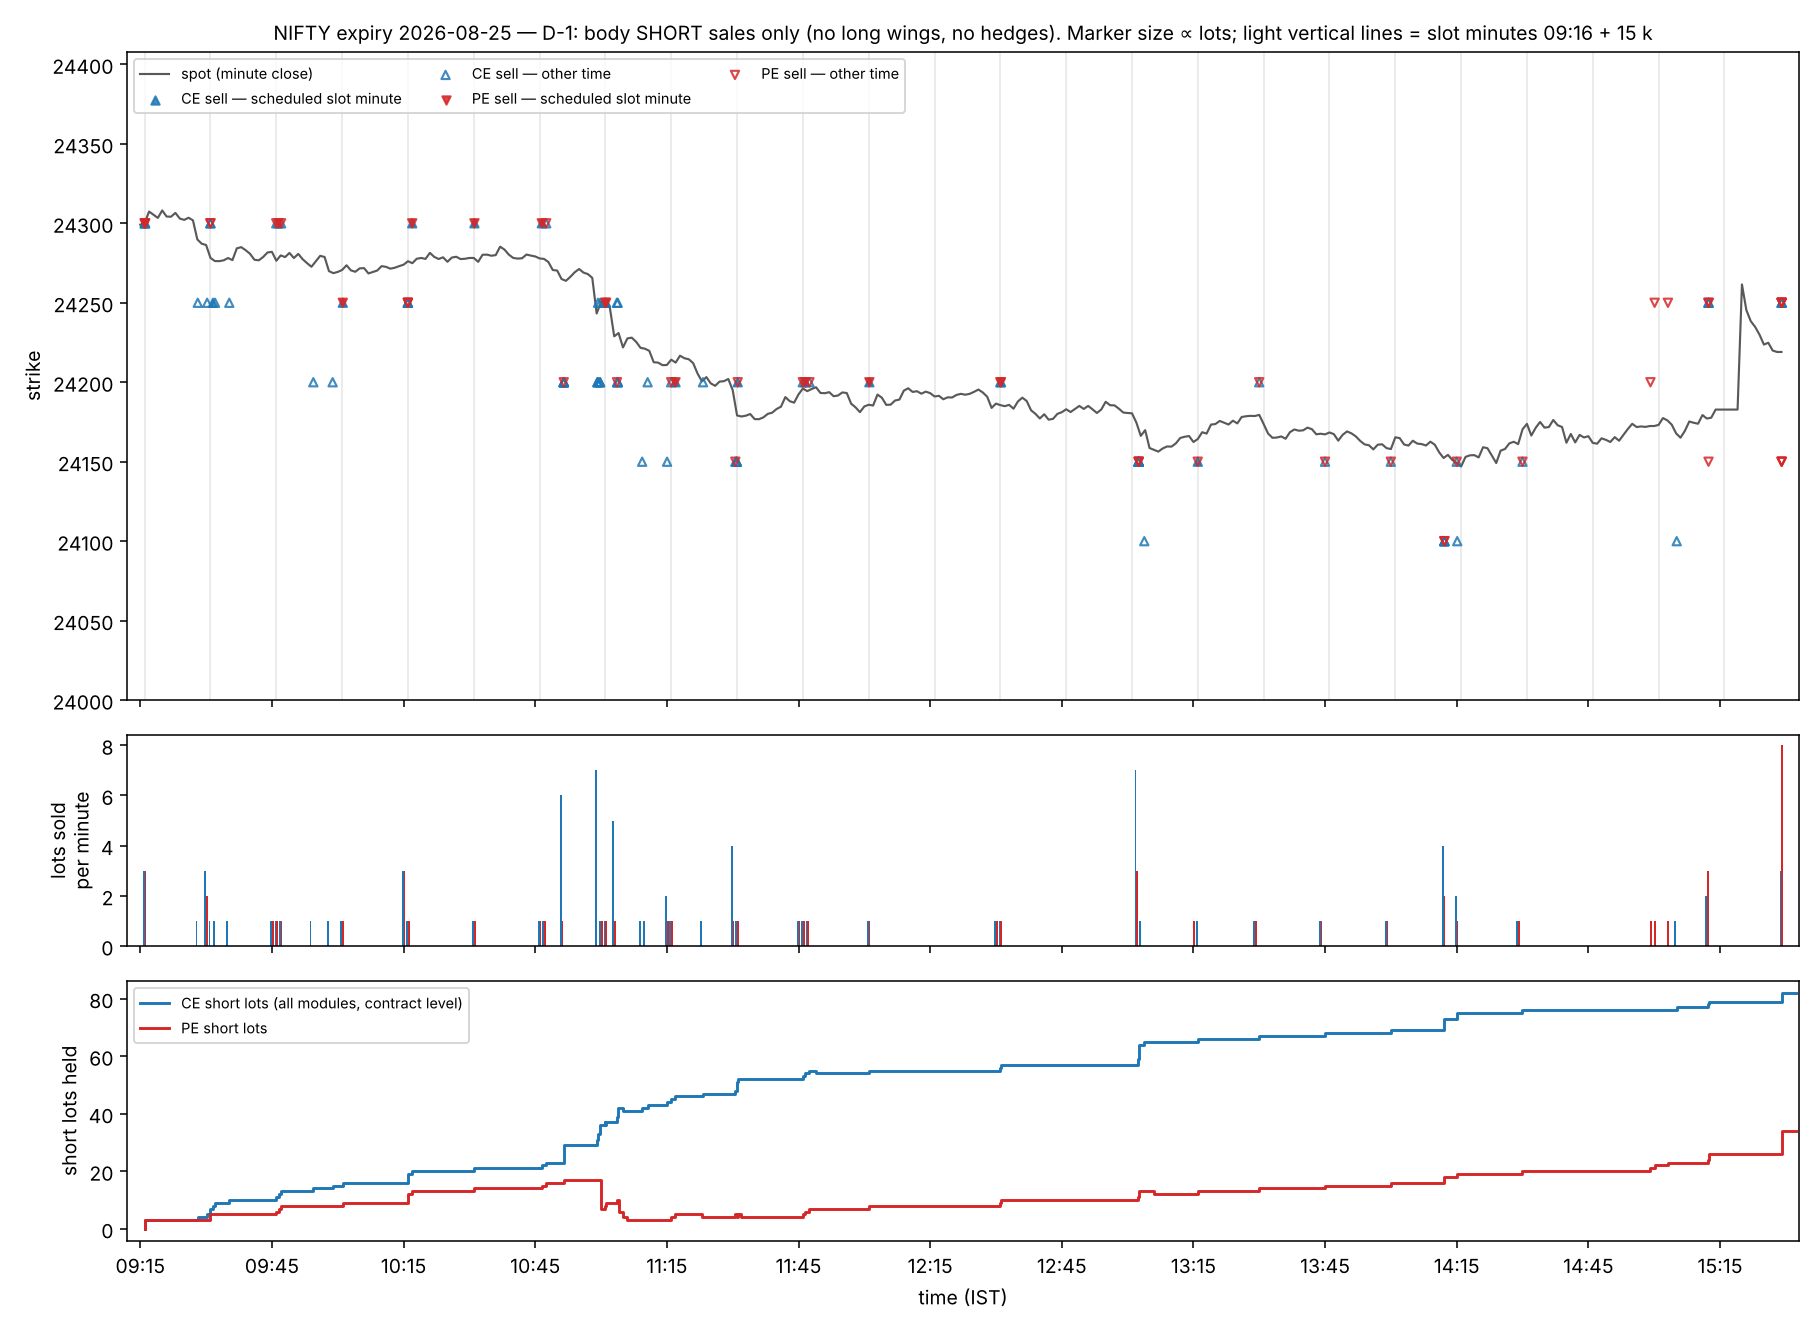 NIFTY expiry 2026-08-25 — D-1: body SHORT sales only (no long wings, no hedges). Marker size ∝ lots; light vertical lines = slot minutes 09:16 + 15 k
spot (minute close)
CE sell — scheduled slot minute
CE sell — other time
PE sell — scheduled slot minute
PE sell — other time
24400
24350
24300
24250
24200
24150
24100
24050
24000
strike
8
6
4
2
0
lots sold
per minute
CE short lots (all modules, contract level)
PE short lots
80
60
40
20
0
short lots held
09:15
09:45
10:15
10:45
11:15
11:45
12:15
12:45
13:15
13:45
14:15
14:45
15:15
time (IST)